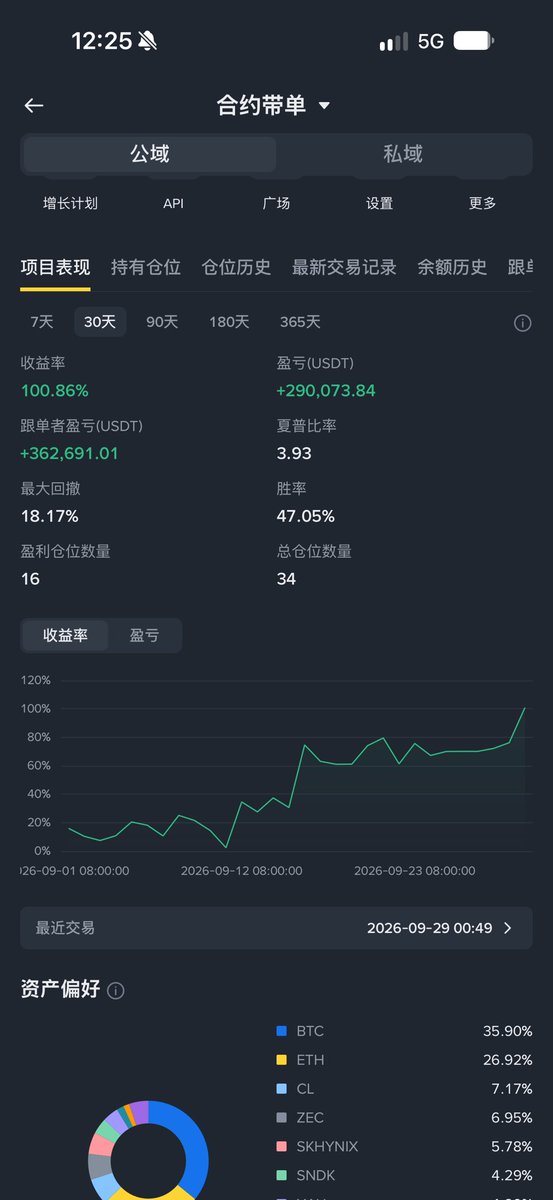 12:25 5G
合约带单
公域 私域
增长计划 API 广场 设置 更多
项目表现 持有仓位 仓位历史 最新交易记录 余额历史
7天 30天 90天 180天 365天
收益率 盈亏(USDT)
100.86% +290,073.84
跟单者盈亏(USDT) 夏普比率
+362,691.01 3.93
最大回撤 胜率
18.17% 47.05%
盈利仓位数量 总仓位数量
16 34
收益率 盈亏
120%
100%
80%
60%
40%
20%
0%
26-09-01 08:00:00 2026-09-12 08:00:00 2026-09-23 08:00:00
最近交易 2026-09-29 00:49
资产偏好
BTC 35.90%
ETH 26.92%
CL 7.17%
ZEC 6.95%
SKHYNIX 5.78%
SNDK 4.29%